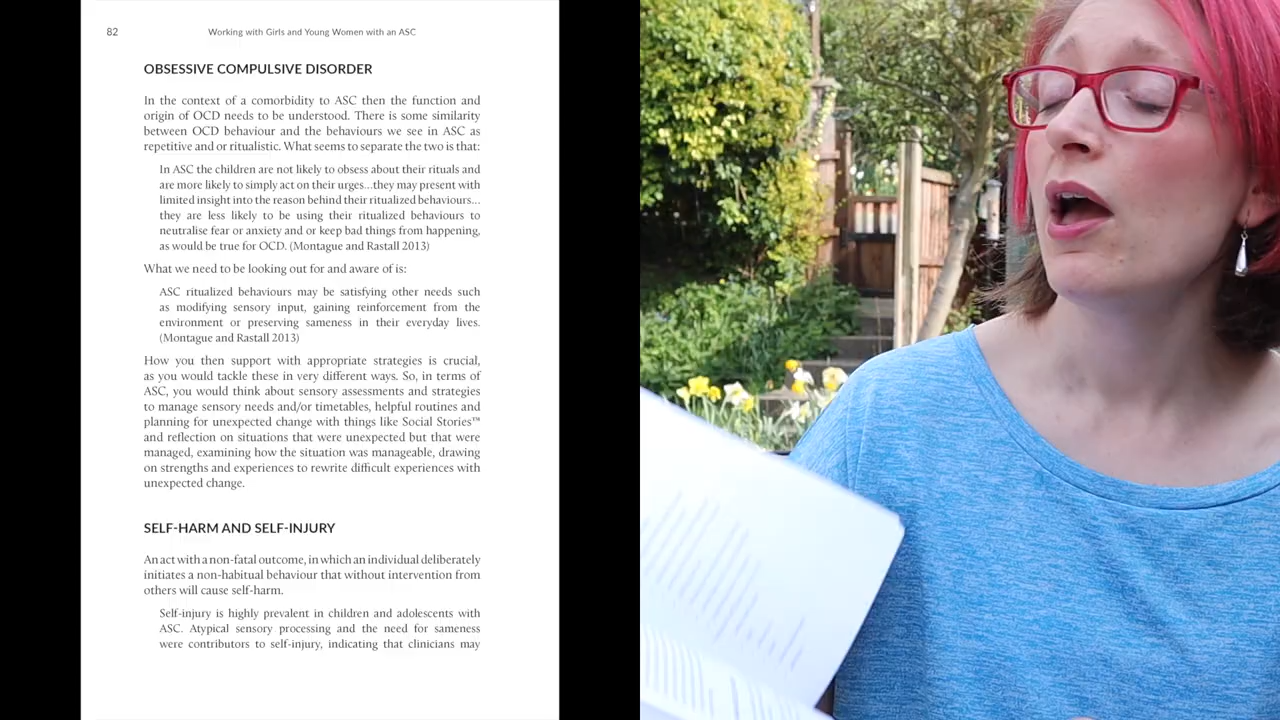 82
Working with Girls and Young Women with an ASC
OBSESSIVE COMPULSIVE DISORDER
In the context of a comorbidity to ASC then the function and
origin of OCD needs to be understood. There is some similarity
between OCD behaviour and the behaviours we see in ASC as
repetitive and or ritualistic. What seems to separate the two is that:
In ASC the children are not likely to obsess about their rituals and
are more likely to simply act on their urges...they may present with
limited insight into the reason behind their ritualized behaviours...
they are less likely to be using their ritualized behaviours to
neutralise fear or anxiety and or keep bad things from happening,
as would be true for OCD. (Montague and Rastall 2013)
What we need to be looking out for and aware of is:
ASC ritualized behaviours may be satisfying other needs such
as modifying sensory input, gaining reinforcement from the
environment or preserving sameness in their everyday lives.
(Montague and Rastall 2013)
How you then support with appropriate strategies is crucial,
as you would tackle these in very different ways. So, in terms of
ASC, you would think about sensory assessments and strategies
to manage sensory needs and/or timetables, helpful routines and
planning for unexpected change with things like Social Stories™
and reflection on situations that were unexpected but that were
managed, examining how the situation was manageable, drawing
on strengths and experiences to rewrite difficult experiences with
unexpected change.
SELF-HARM AND SELF-INJURY
An act with a non-fatal outcome, in which an individual deliberately
initiates a non-habitual behaviour that without intervention from
others will cause self-harm.
Self-injury is highly prevalent in children and adolescents with
ASC. Atypical sensory processing and the need for sameness
were contributors to self-injury, indicating that clinicians may